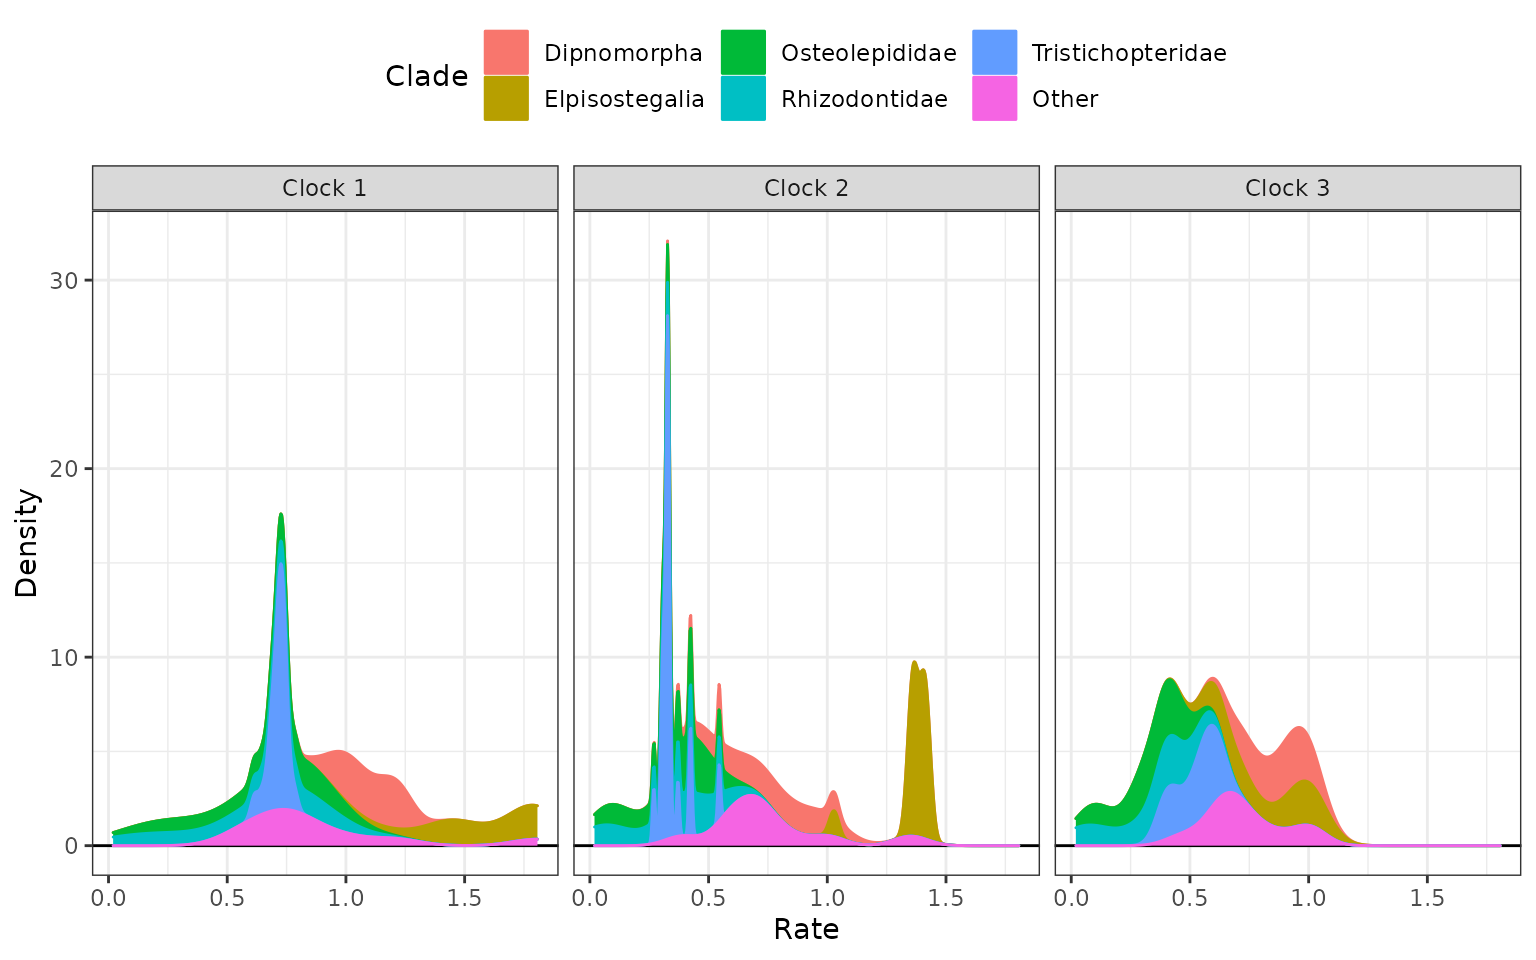 Clade
Dipnomorpha Osteolepididae Tristichopteridae
Elpisostegalia Rhizodontidae Other
Clock 1 Clock 2 Clock 3
30
20
10
0
Density
0.0 0.5 1.0 1.5 0.0 0.5 1.0 1.5 0.0 0.5 1.0 1.5
Rate